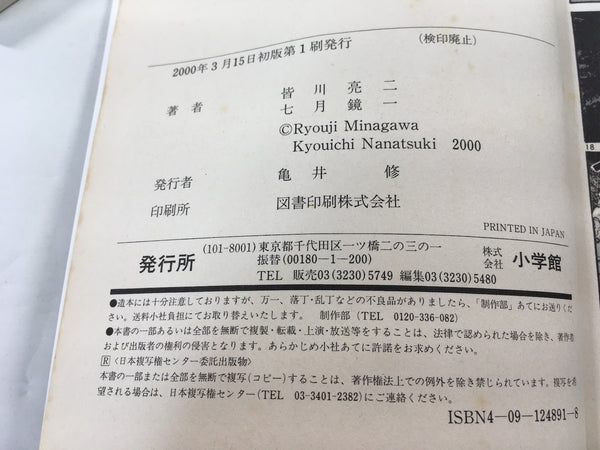 2000年3月15日初版第1刷発行 （検印廃止）
著者 皆川亮二
七月鏡一
©Ryouji Minagawa
Kyouichi Nanatsuki 2000
発行者 亀井修
印刷所 図書印刷株式会社
PRINTED IN JAPAN
発行所 (101-8001)東京都千代田区一ツ橋二の三の一
振替(00180-1-200)
TEL 販売03(3230)5749 編集03(3230)5480
株式会社 小学館
●造本には十分注意しておりますが、万一、落丁・乱丁などの不良品がありましたら、「制作部」あてにお送りください。
送料小社負担にてお取り替えいたします。 制作部（TEL 0120-336-082）
●本書の一部あるいは全部を無断で複製・転載・上演・放送等をすることは、法律で認められた場合を除き、著作者
および出版者の権利の侵害となります。あらかじめ小社あてに許諾をお求めください。
R〈日本複写権センター委託出版物〉
本書の一部または全部を無断で複写（コピー）することは、著作権法上での例外を除き禁じられています。複写を希
望される場合は、日本複写権センター（TEL 03-3401-2382）にご連絡ください。
ISBN4-09-124891-8
18